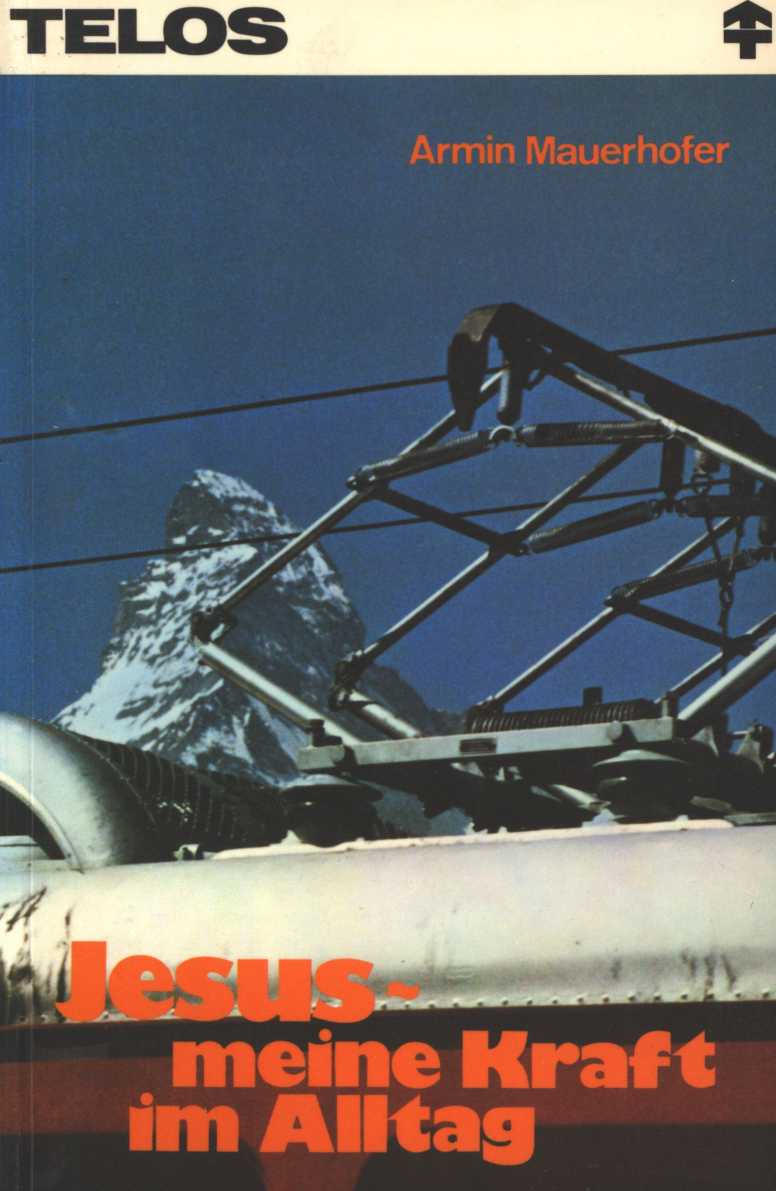 TELOS
Armin Mauerhofer
Jesus~
meine Kraft
im Alltag